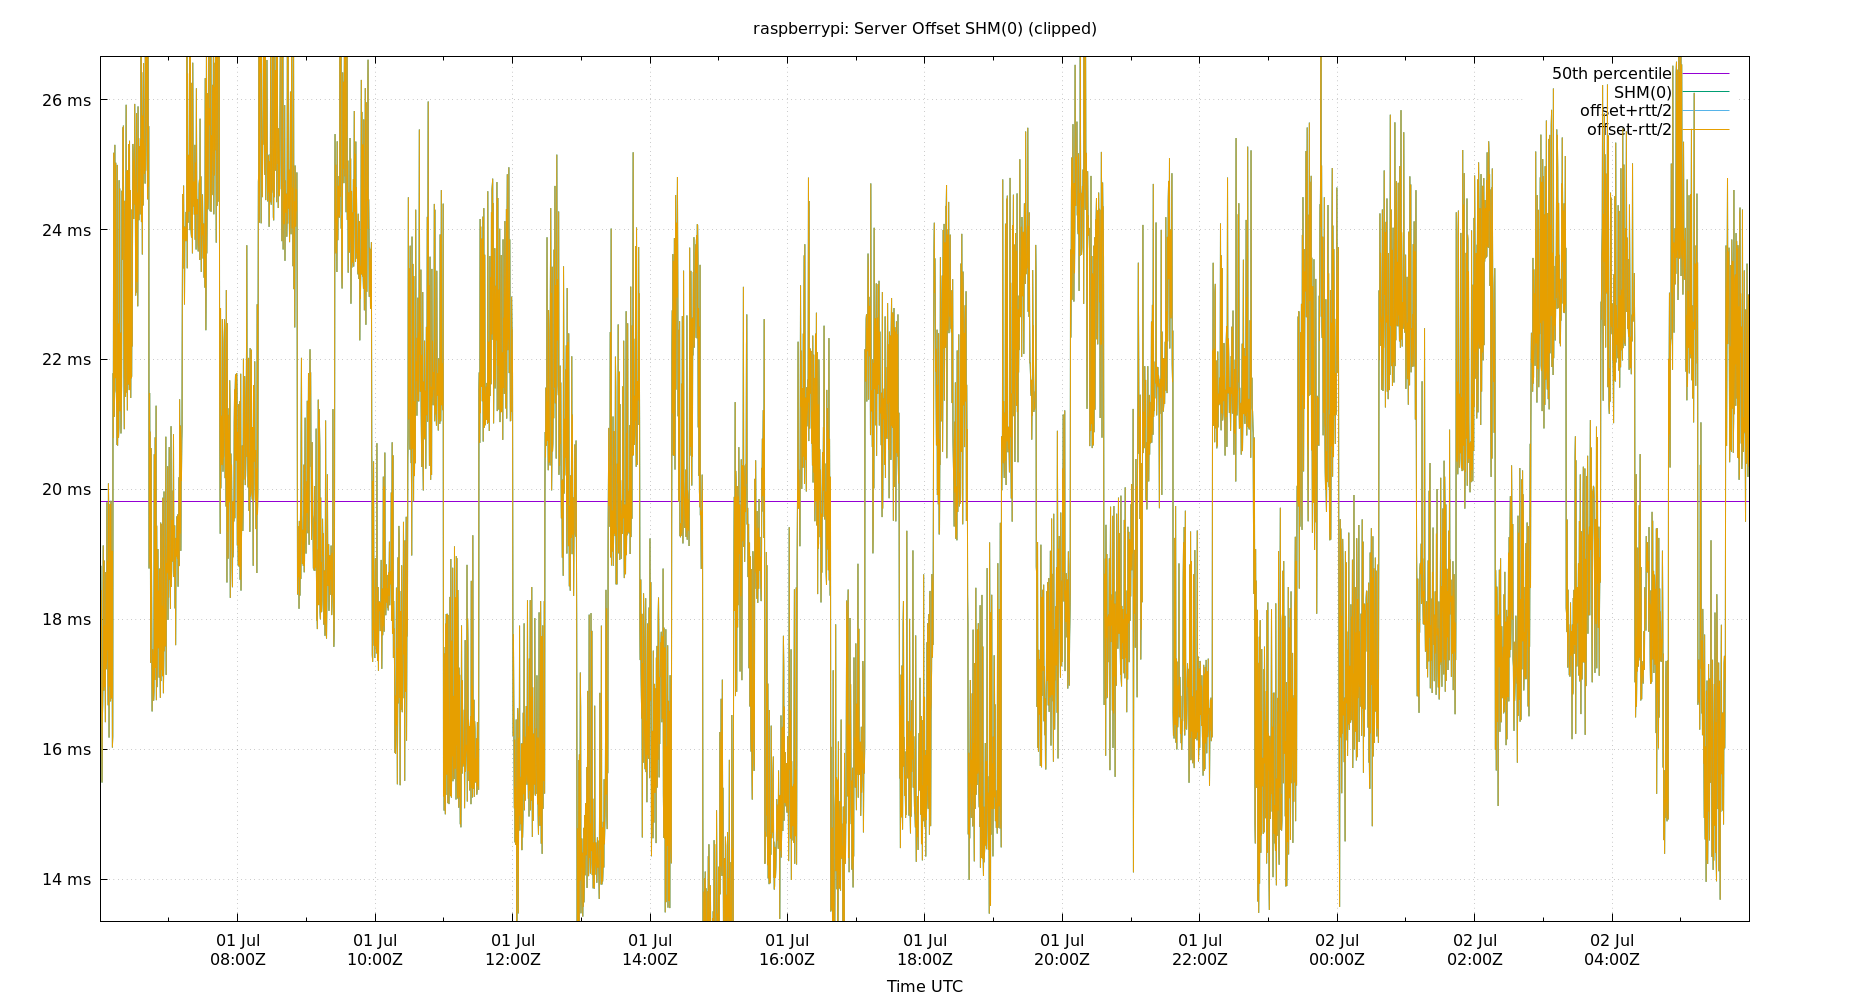 raspberrypi: Server Offset SHM(0) (clipped)
50th percentile
SHM(0)
offset+rtt/2
offset-rtt/2
26 ms
24 ms
22 ms
20 ms
18 ms
16 ms
14 ms
01 Jul 01 Jul 01 Jul 01 Jul 01 Jul 01 Jul 01 Jul 01 Jul 02 Jul 02 Jul 02 Jul
08:00Z 10:00Z 12:00Z 14:00Z 16:00Z 18:00Z 20:00Z 22:00Z 00:00Z 02:00Z 04:00Z
Time UTC